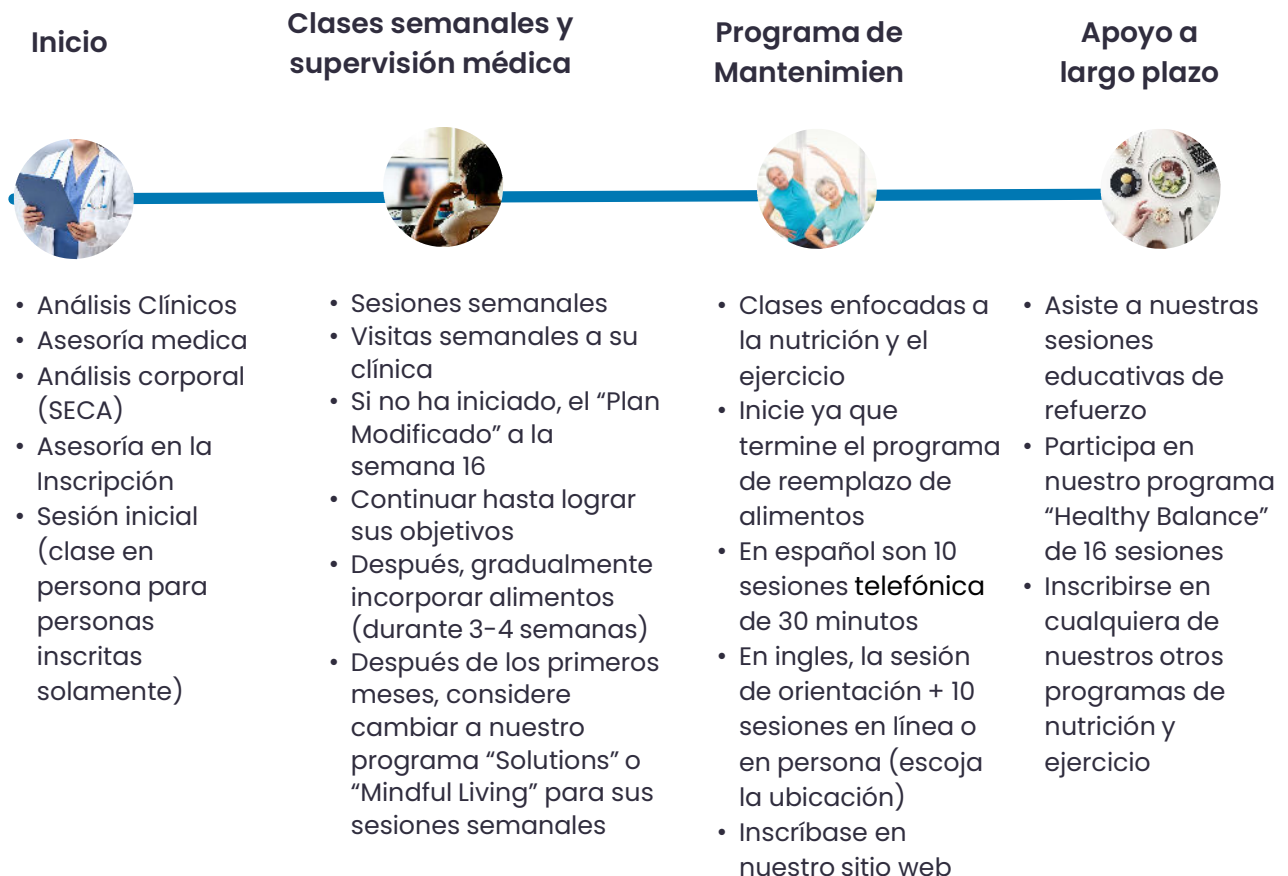 Inicio
Clases semanales y
supervisión médica
Programa de
Mantenimien
Apoyo a
largo plazo
• Análisis Clínicos
• Asesoría medica
• Análisis corporal
(SECA)
• Asesoría en la
Inscripción
• Sesión inicial
(clase en
persona para
personas
inscritas
solamente)
• Sesiones semanales
• Visitas semanales a su
clínica
• Si no ha iniciado, el “Plan
Modificado” a la
semana 16
• Continuar hasta lograr
sus objetivos
• Después, gradualmente
incorporar alimentos
(durante 3-4 semanas)
• Después de los primeros
meses, considere
cambiar a nuestro
programa “Solutions” o
“Mindful Living” para sus
sesiones semanales
• Clases enfocadas a
la nutrición y el
ejercicio
• Inicie ya que
termine el programa
de reemplazo de
alimentos
• En español son 10
sesiones telefónica
de 30 minutos
• En ingles, la sesión
de orientación + 10
sesiones en línea o
en persona (escoja
la ubicación)
• Inscríbase en
nuestro sitio web
• Asiste a nuestras
sesiones
educativas de
refuerzo
• Participa en
nuestro programa
“Healthy Balance”
de 16 sesiones
• Inscribirse en
cualquiera de
nuestros otros
programas de
nutrición y
ejercicio